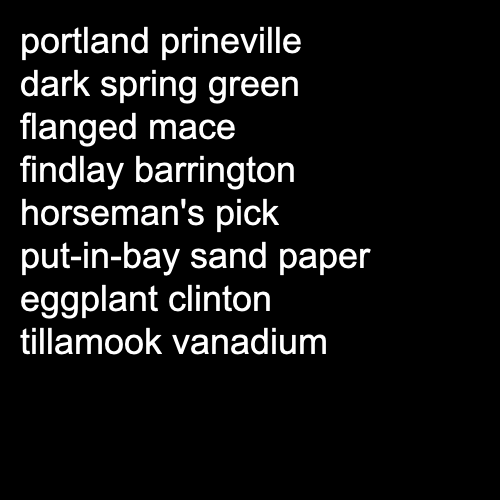 portland prineville
dark spring green
flanged mace
findlay barrington
horseman's pick
put-in-bay sand paper
eggplant clinton
tillamook vanadium